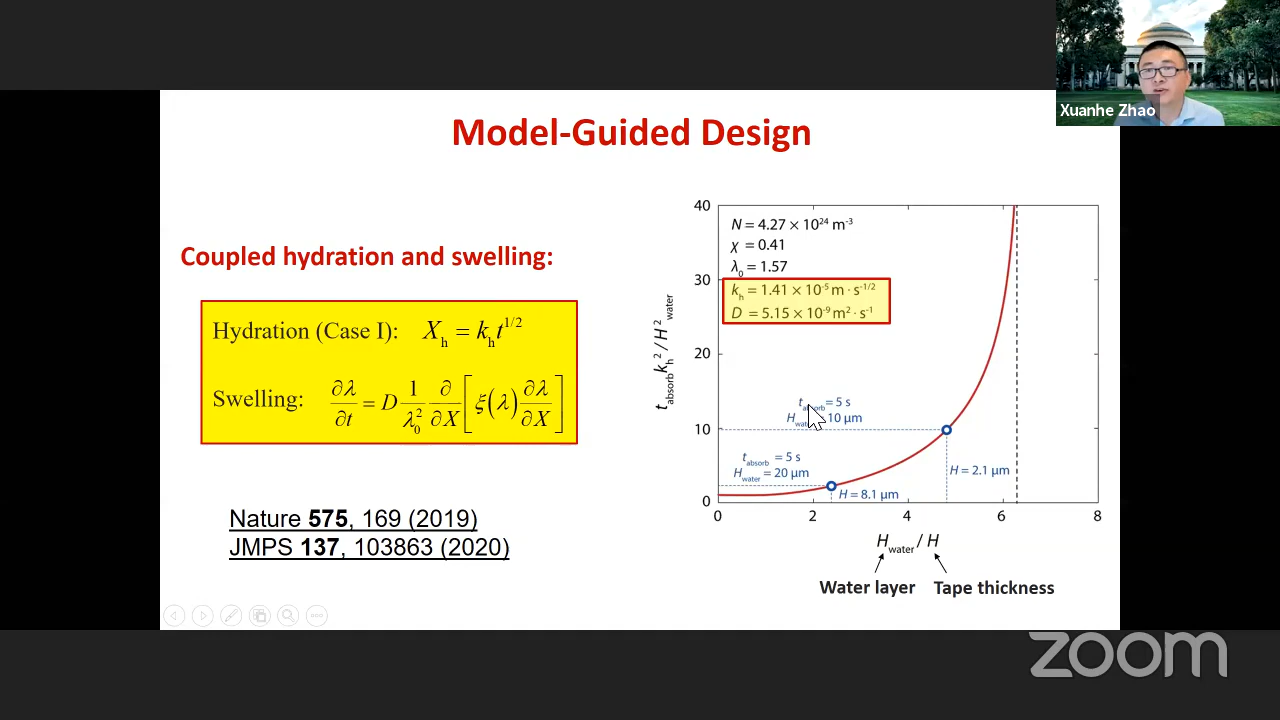 Xuanhe Zhao
Model-Guided Design
Coupled hydration and swelling:
Hydration (Case I): X_h = k_h t^{1/2}
Swelling: ∂λ/∂t = D 1/λ_0^2 ∂/∂X [ξ(λ) ∂λ/∂X]
Nature 575, 169 (2019)
JMPS 137, 103863 (2020)
t_absorb k_h^2 / H^2_water
40
30
20
10
0
N = 4.27 × 10^24 m^-3
χ = 0.41
λ_0 = 1.57
k_h = 1.41 × 10^-5 m · s^-1/2
D = 5.15 × 10^-9 m^2 · s^-1
t_absorb = 5 s
H_water = 10 µm
t_absorb = 5 s
H_water = 20 µm
H = 2.1 µm
H = 8.1 µm
0 2 4 6 8
H_water / H
Water layer Tape thickness
zoom